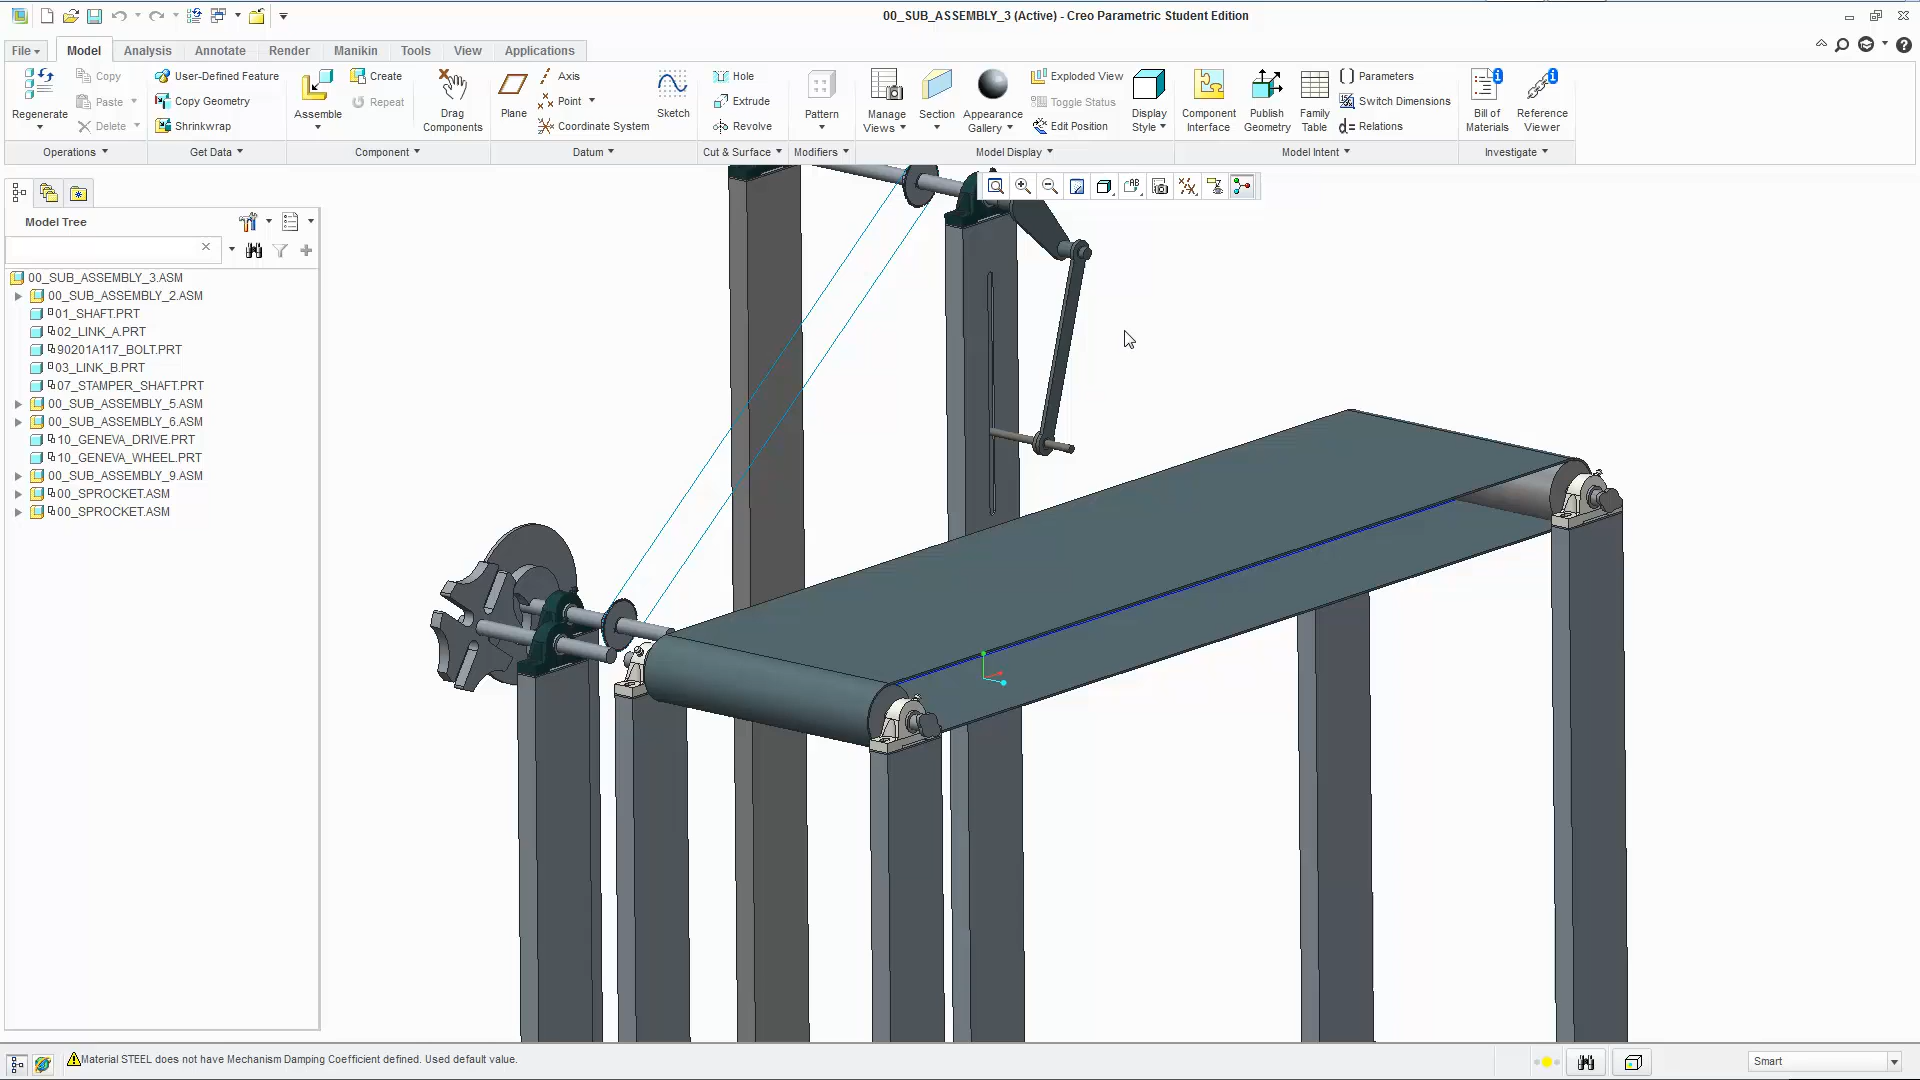 00_SUB_ASSEMBLY_3 (Active) - Creo Parametric Student Edition
File Model Analysis Annotate Render Manikin Tools View Applications
Regenerate
Copy
Paste
Delete
Operations
User-Defined Feature
Copy Geometry
Shrinkwrap
Get Data
Assemble
Create
Repeat
Drag
Components
Component
Plane
Axis
Point
Coordinate System
Sketch
Datum
Hole
Extrude
Revolve
Cut & Surface
Pattern
Modifiers
Manage
Views
Section
Appearance
Gallery
Exploded View
Toggle Status
Edit Position
Display
Style
Model Display
Component
Interface
Publish
Geometry
Family
Table
Parameters
Switch Dimensions
d= Relations
Model Intent
Bill of
Materials
Reference
Viewer
Investigate
Model Tree
00_SUB_ASSEMBLY_3.ASM
00_SUB_ASSEMBLY_2.ASM
01_SHAFT.PRT
02_LINK_A.PRT
90201A117_BOLT.PRT
03_LINK_B.PRT
07_STAMPER_SHAFT.PRT
00_SUB_ASSEMBLY_5.ASM
00_SUB_ASSEMBLY_6.ASM
10_GENEVA_DRIVE.PRT
10_GENEVA_WHEEL.PRT
00_SUB_ASSEMBLY_9.ASM
00_SPROCKET.ASM
00_SPROCKET.ASM
Material STEEL does not have Mechanism Damping Coefficient defined. Used default value.
Smart